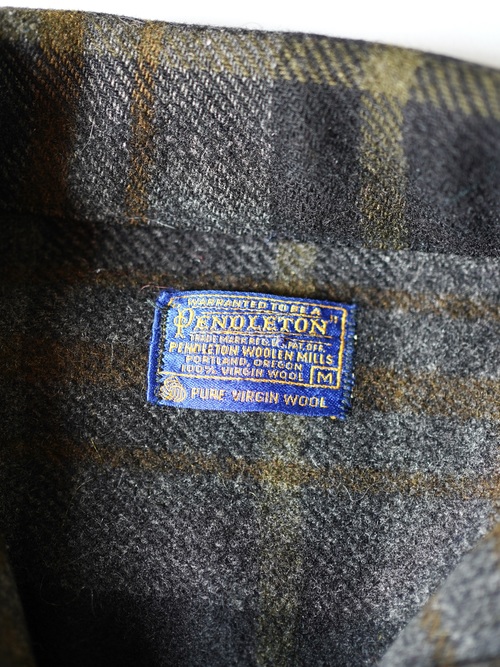 WARRANTED TO BE A
"PENDLETON"
TRADE MARK REG. U.S. PAT. OFF.
PENDLETON WOOLEN MILLS
PORTLAND, OREGON
100% VIRGIN WOOL M
PURE VIRGIN WOOL